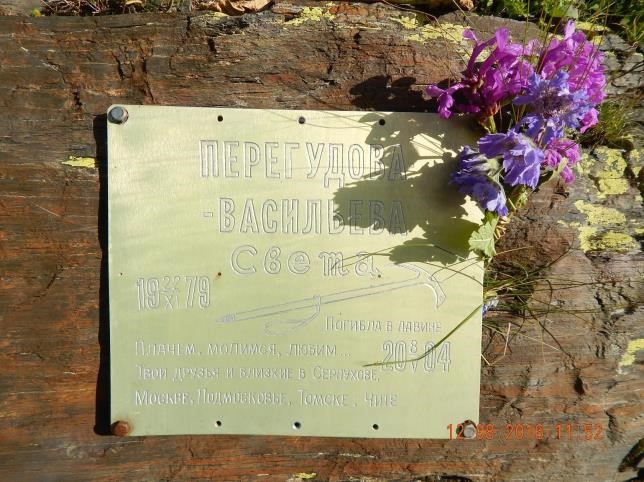 ПЕРЕГУДОВА
-ВАСИЛЬЕВА
Света
19 22/XI 79
Погибла в лавине
Плачем, молимся, любим... 20 8/V 04
Твои друзья и близкие в Серпухове,
Москве, Подмосковье, Томске, Чите
12 08 2016 11:52